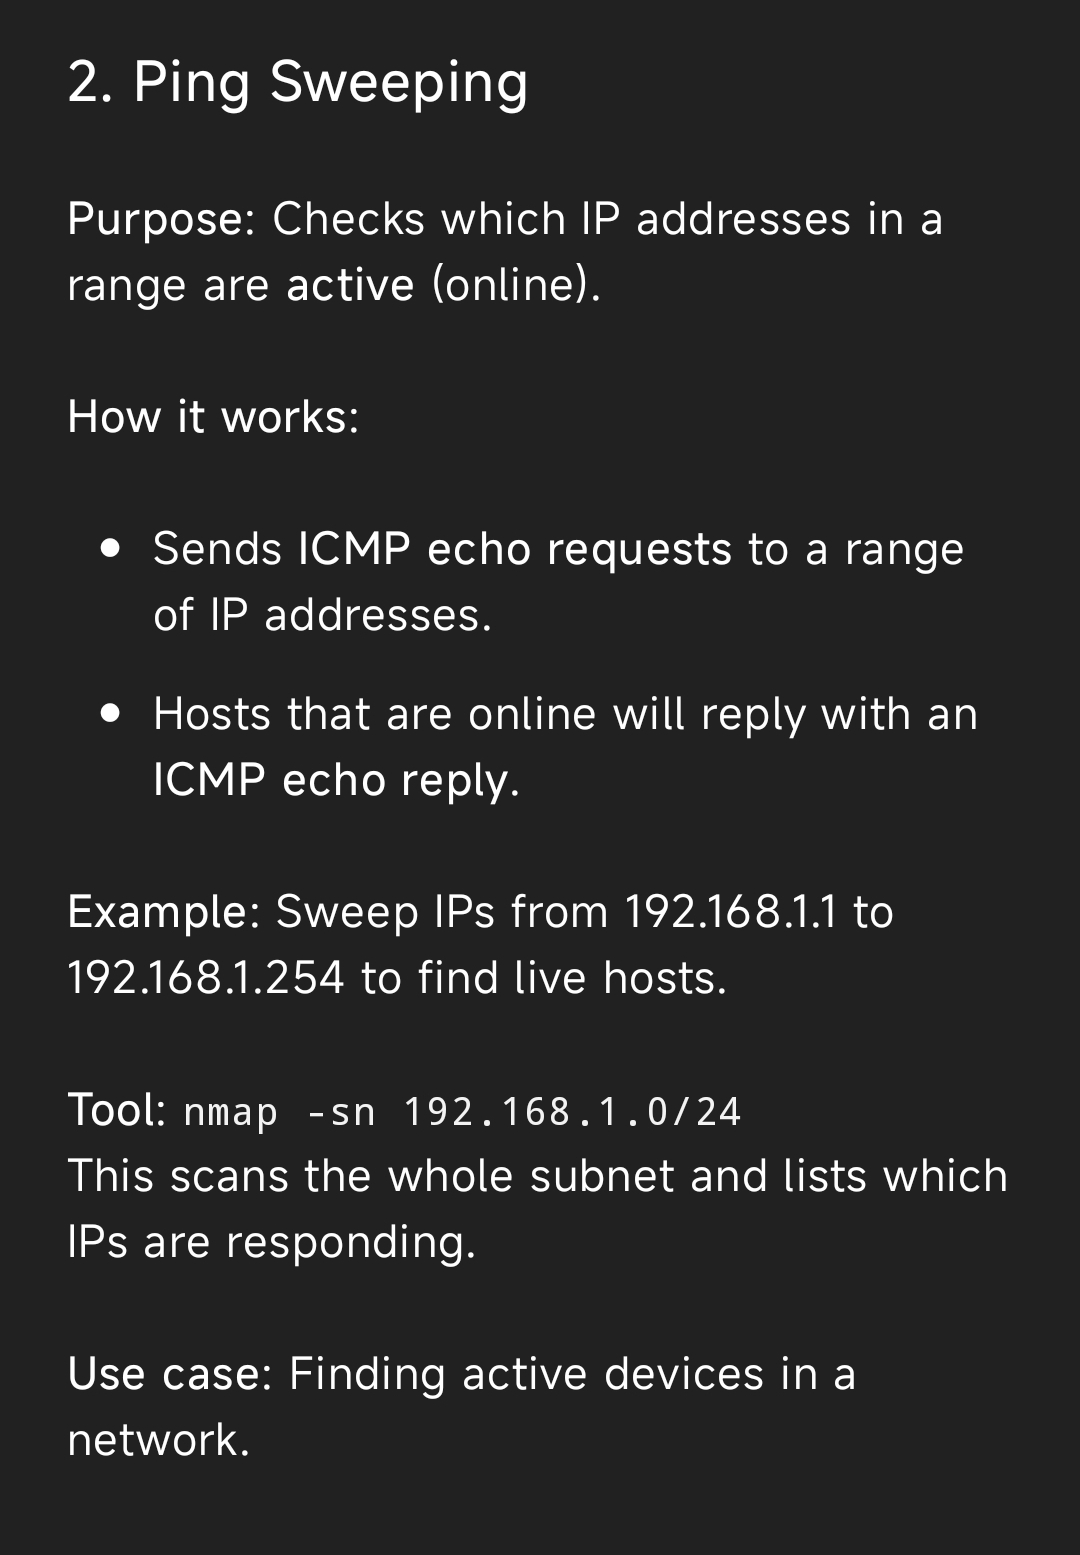 2. Ping Sweeping
Purpose: Checks which IP addresses in a
range are active (online).
How it works:
• Sends ICMP echo requests to a range
of IP addresses.
• Hosts that are online will reply with an
ICMP echo reply.
Example: Sweep IPs from 192.168.1.1 to
192.168.1.254 to find live hosts.
Tool: nmap -sn 192.168.1.0/24
This scans the whole subnet and lists which
IPs are responding.
Use case: Finding active devices in a
network.